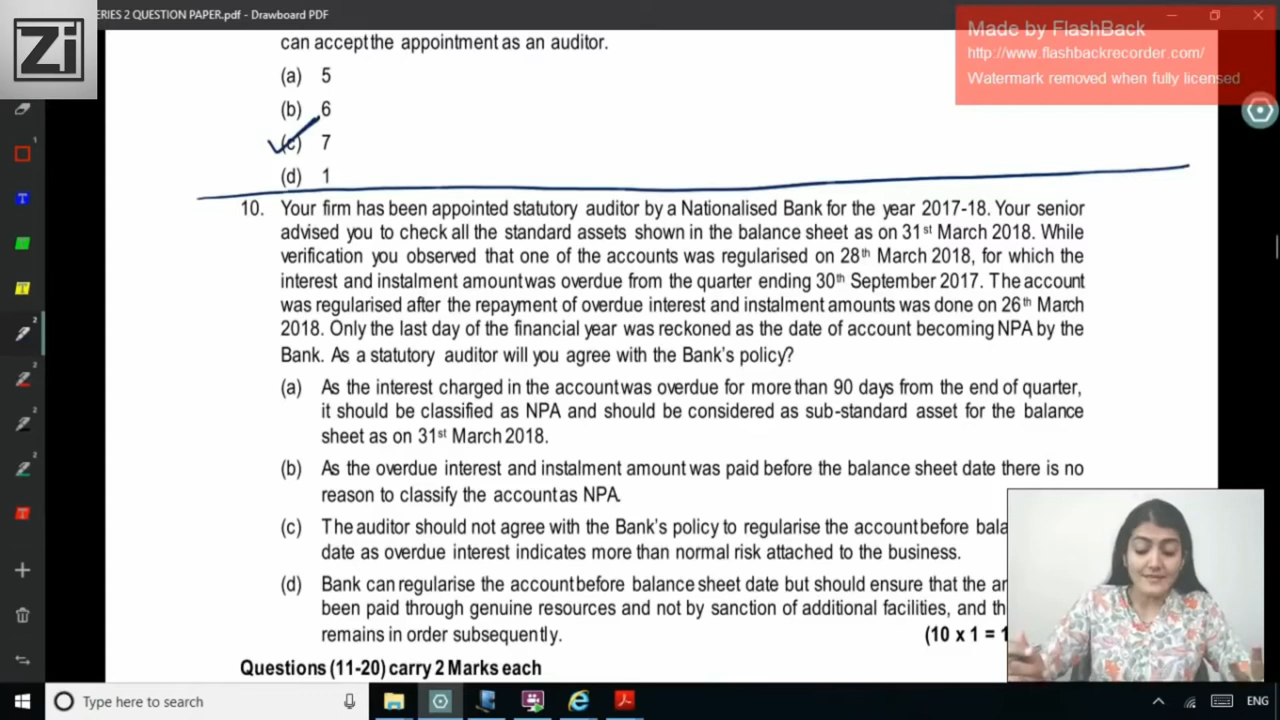 ERIES 2 QUESTION PAPER.pdf - Drawboard PDF
Zi
Made by FlashBack
http://www.flashbackrecorder.com/
Watermark removed when fully licensed
can accept the appointment as an auditor.
(a) 5
(b) 6
(c) 7
(d) 1
10. Your firm has been appointed statutory auditor by a Nationalised Bank for the year 2017-18. Your senior
advised you to check all the standard assets shown in the balance sheet as on 31st March 2018. While
verification you observed that one of the accounts was regularised on 28th March 2018, for which the
interest and instalment amount was overdue from the quarter ending 30th September 2017. The account
was regularised after the repayment of overdue interest and instalment amounts was done on 26th March
2018. Only the last day of the financial year was reckoned as the date of account becoming NPA by the
Bank. As a statutory auditor will you agree with the Bank's policy?
(a) As the interest charged in the account was overdue for more than 90 days from the end of quarter,
it should be classified as NPA and should be considered as sub-standard asset for the balance
sheet as on 31st March 2018.
(b) As the overdue interest and instalment amount was paid before the balance sheet date there is no
reason to classify the account as NPA.
(c) The auditor should not agree with the Bank's policy to regularise the account before bala
date as overdue interest indicates more than normal risk attached to the business.
(d) Bank can regularise the account before balance sheet date but should ensure that the ar
been paid through genuine resources and not by sanction of additional facilities, and th
remains in order subsequently.
(10 x 1 = 1
Questions (11-20) carry 2 Marks each
Type here to search
ENG